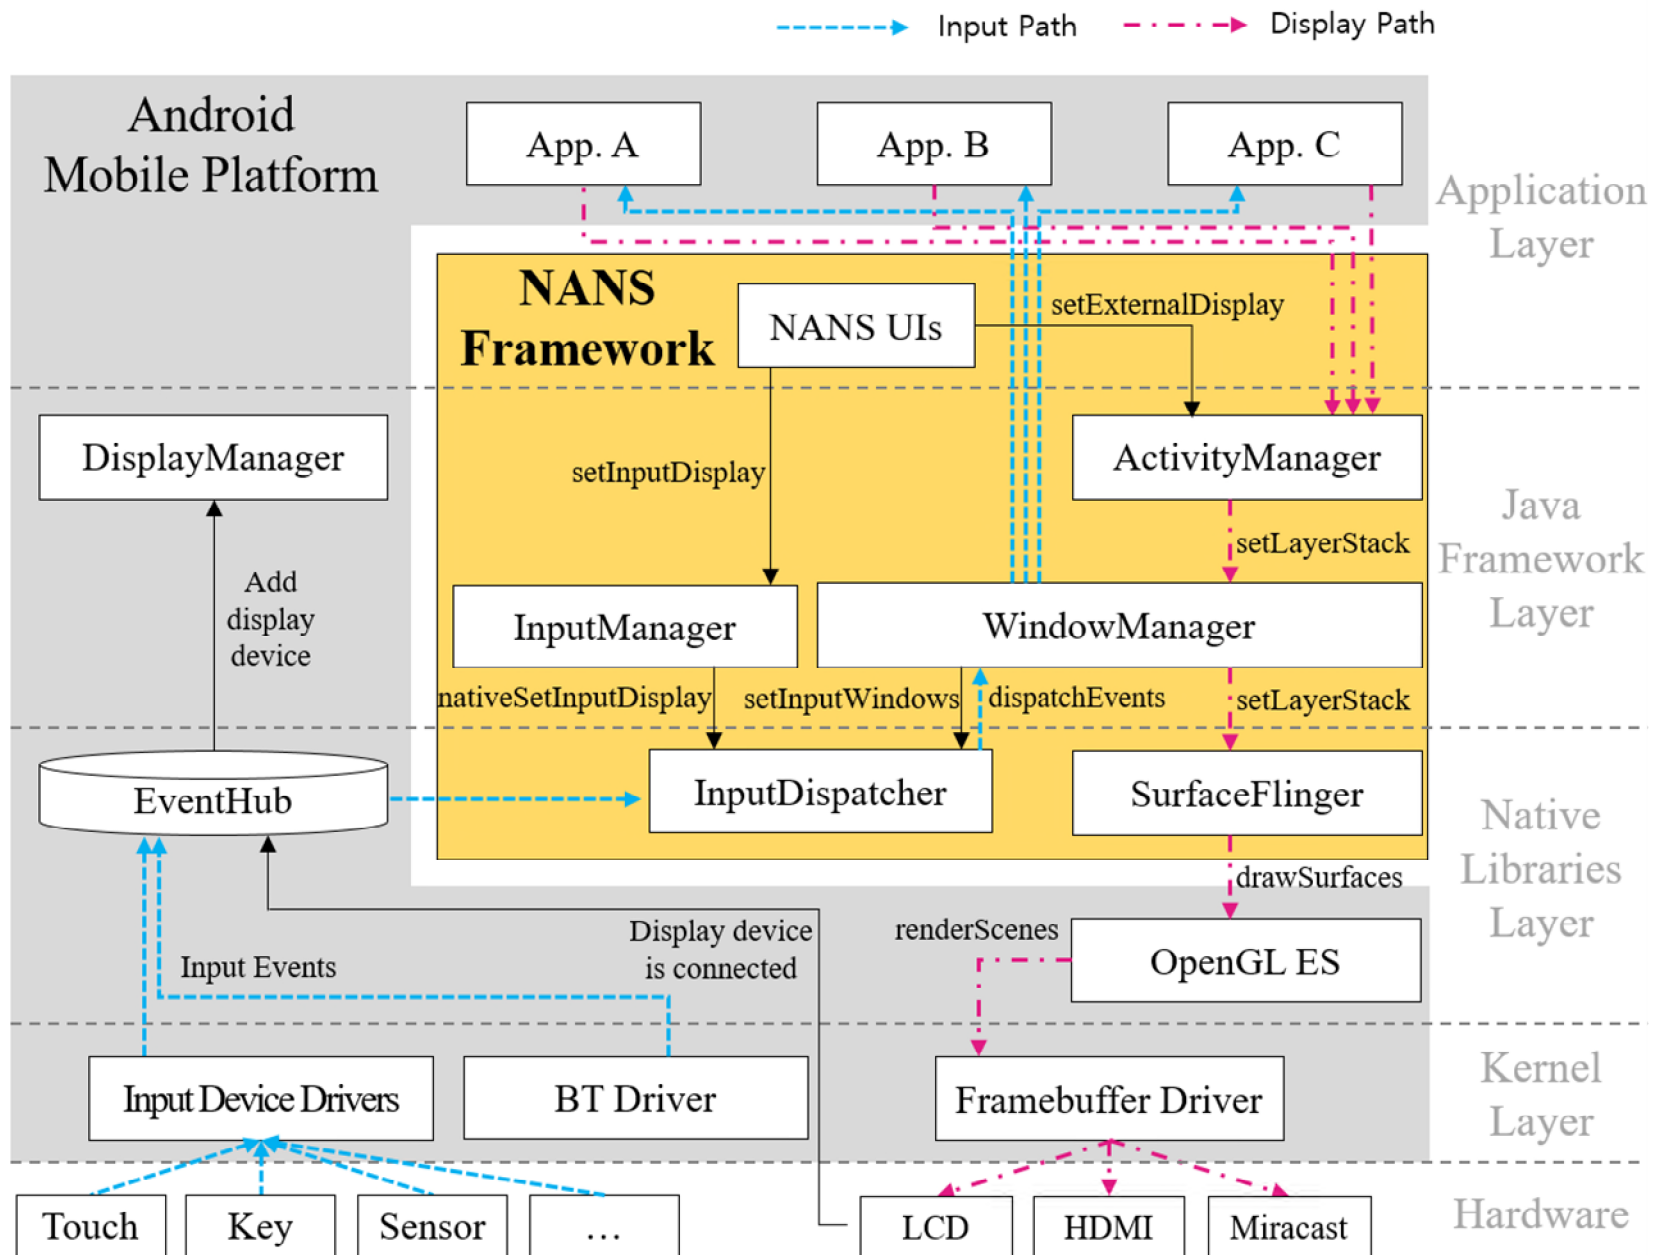 Input Path
Display Path
Android
Mobile Platform
App. A
App. B
App. C
Application
Layer
NANS
Framework
NANS UIs
setExternalDisplay
DisplayManager
setInputDisplay
ActivityManager
Java
Framework
Layer
setLayerStack
Add
display
device
InputManager
WindowManager
nativeSetInputDisplay
setInputWindows
dispatchEvents
setLayerStack
EventHub
InputDispatcher
SurfaceFlinger
Native
Libraries
Layer
drawSurfaces
Display device
is connected
renderScenes
Input Events
OpenGL ES
Input Device Drivers
BT Driver
Framebuffer Driver
Kernel
Layer
Touch
Key
Sensor
...
LCD
HDMI
Miracast
Hardware